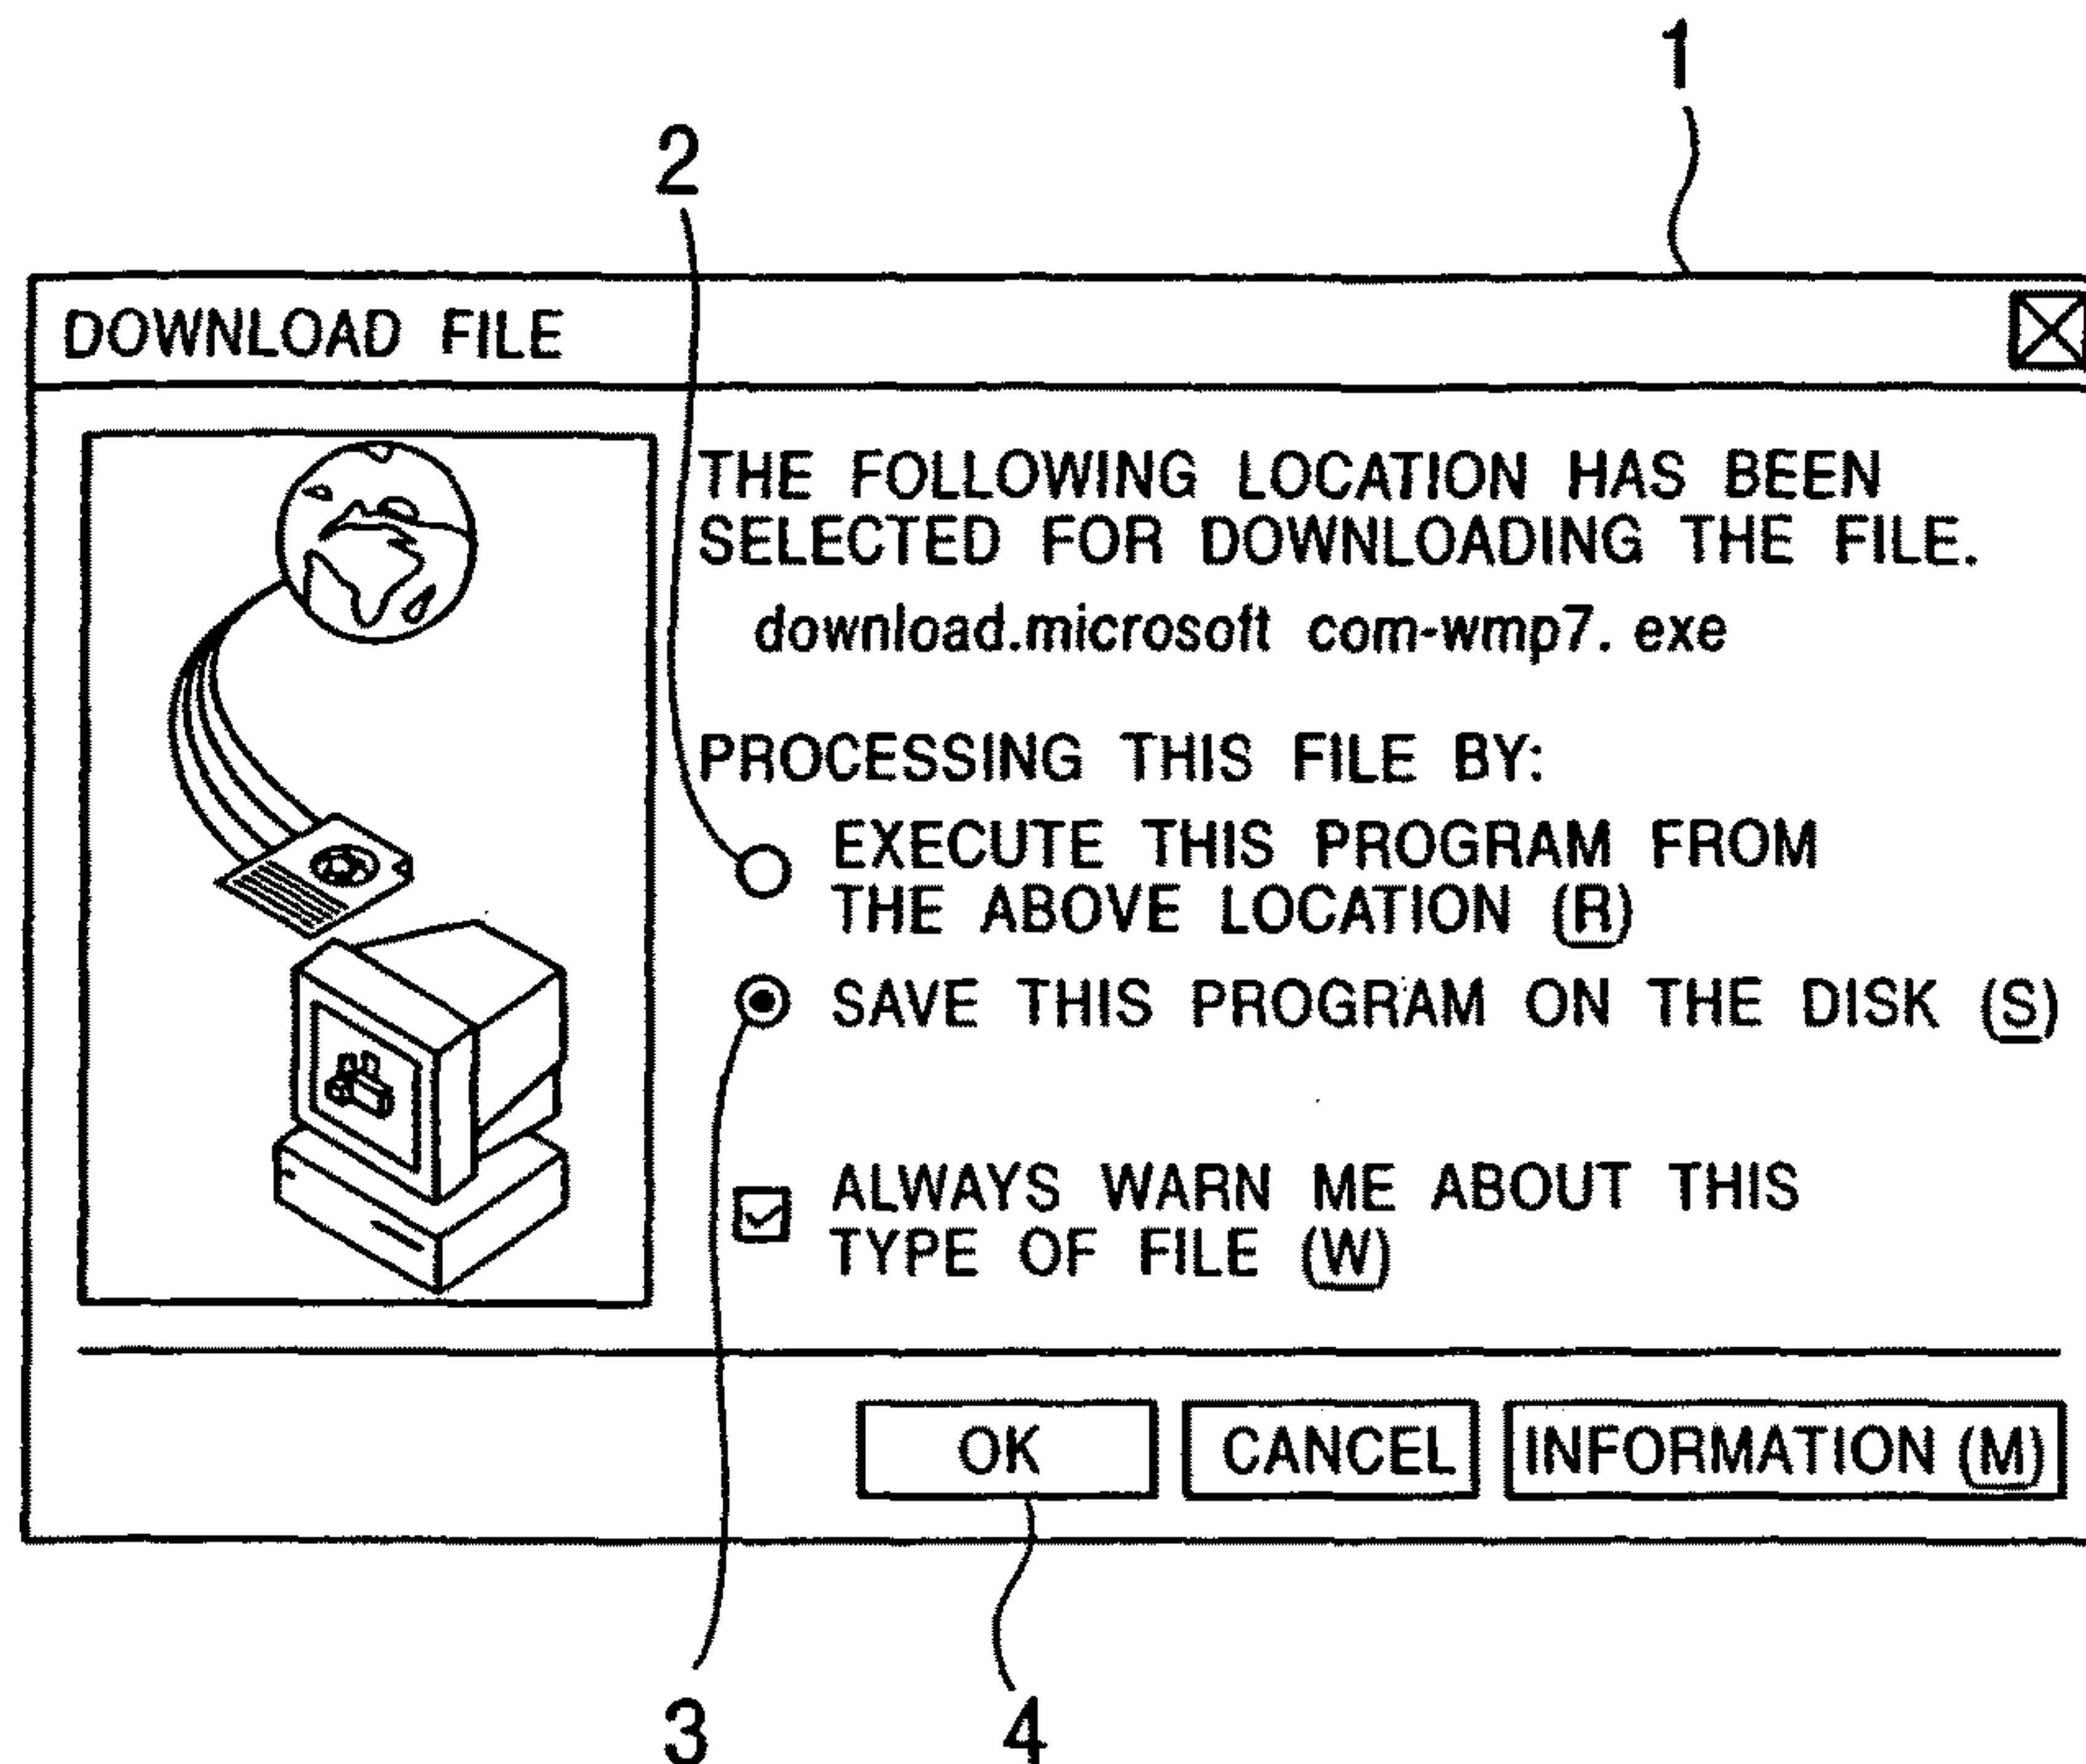 1
2
DOWNLOAD FILE
THE FOLLOWING LOCATION HAS BEEN
SELECTED FOR DOWNLOADING THE FILE.
download.microsoft com-wmp7. exe
PROCESSING THIS FILE BY:
EXECUTE THIS PROGRAM FROM
THE ABOVE LOCATION (R)
SAVE THIS PROGRAM ON THE DISK (S)
ALWAYS WARN ME ABOUT THIS
TYPE OF FILE (W)
OK CANCEL INFORMATION (M)
3 4